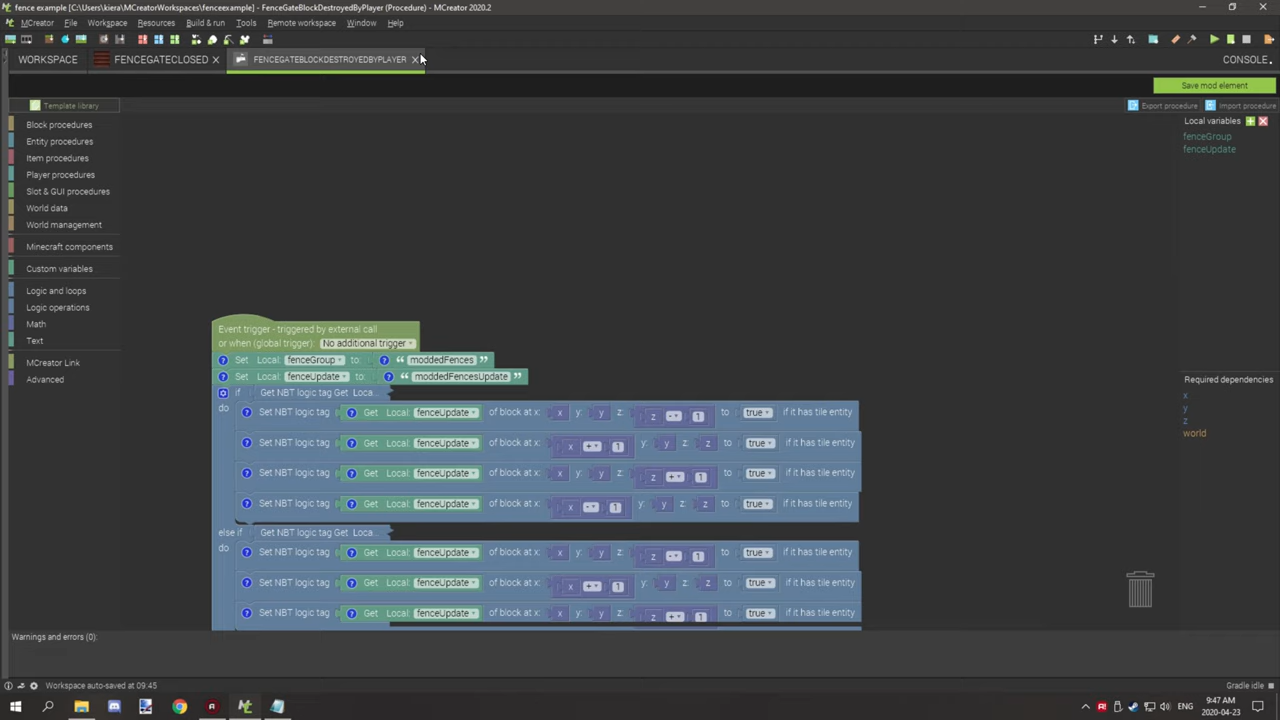 fence example [C:\Users\kiera\MCreatorWorkspaces\fenceexample] - FenceGateBlockDestroyedByPlayer (Procedure) - MCreator 2020.2
MCreator File Workspace Resources Build & run Tools Remote workspace Window Help
WORKSPACE FENCEGATECLOSED FENCEGATEBLOCKDESTROYEDBYPLAYER CONSOLE
Save mod element
Template library Export procedure Import procedure
Block procedures
Entity procedures
Item procedures
Player procedures
Slot & GUI procedures
World data
World management
Minecraft components
Custom variables
Logic and loops
Logic operations
Math
Text
MCreator Link
Advanced
Local variables
fenceGroup
fenceUpdate
Required dependencies
x
y
z
world
Event trigger - triggered by external call
or when (global trigger): No additional trigger
? Set Local: fenceGroup to: ? “ moddedFences ”
? Set Local: fenceUpdate to: ? “ moddedFencesUpdate ”
if Get NBT logic tag Get Loca...
do ? Set NBT logic tag ? Get Local: fenceUpdate of block at x: x y: y z: z - 1 to true if it has tile entity
? Set NBT logic tag ? Get Local: fenceUpdate of block at x: x + 1 y: y z: z to true if it has tile entity
? Set NBT logic tag ? Get Local: fenceUpdate of block at x: x y: y z: z + 1 to true if it has tile entity
? Set NBT logic tag ? Get Local: fenceUpdate of block at x: x - 1 y: y z: z to true if it has tile entity
else if Get NBT logic tag Get Loca...
do ? Set NBT logic tag ? Get Local: fenceUpdate of block at x: x y: y z: z - 1 to true if it has tile entity
? Set NBT logic tag ? Get Local: fenceUpdate of block at x: x + 1 y: y z: z to true if it has tile entity
? Set NBT logic tag ? Get Local: fenceUpdate of block at x: x y: y z: z + 1 to true if it has tile entity
Warnings and errors (0):
Workspace auto-saved at 09:45 Gradle idle
ENG 9:47 AM
2020-04-23